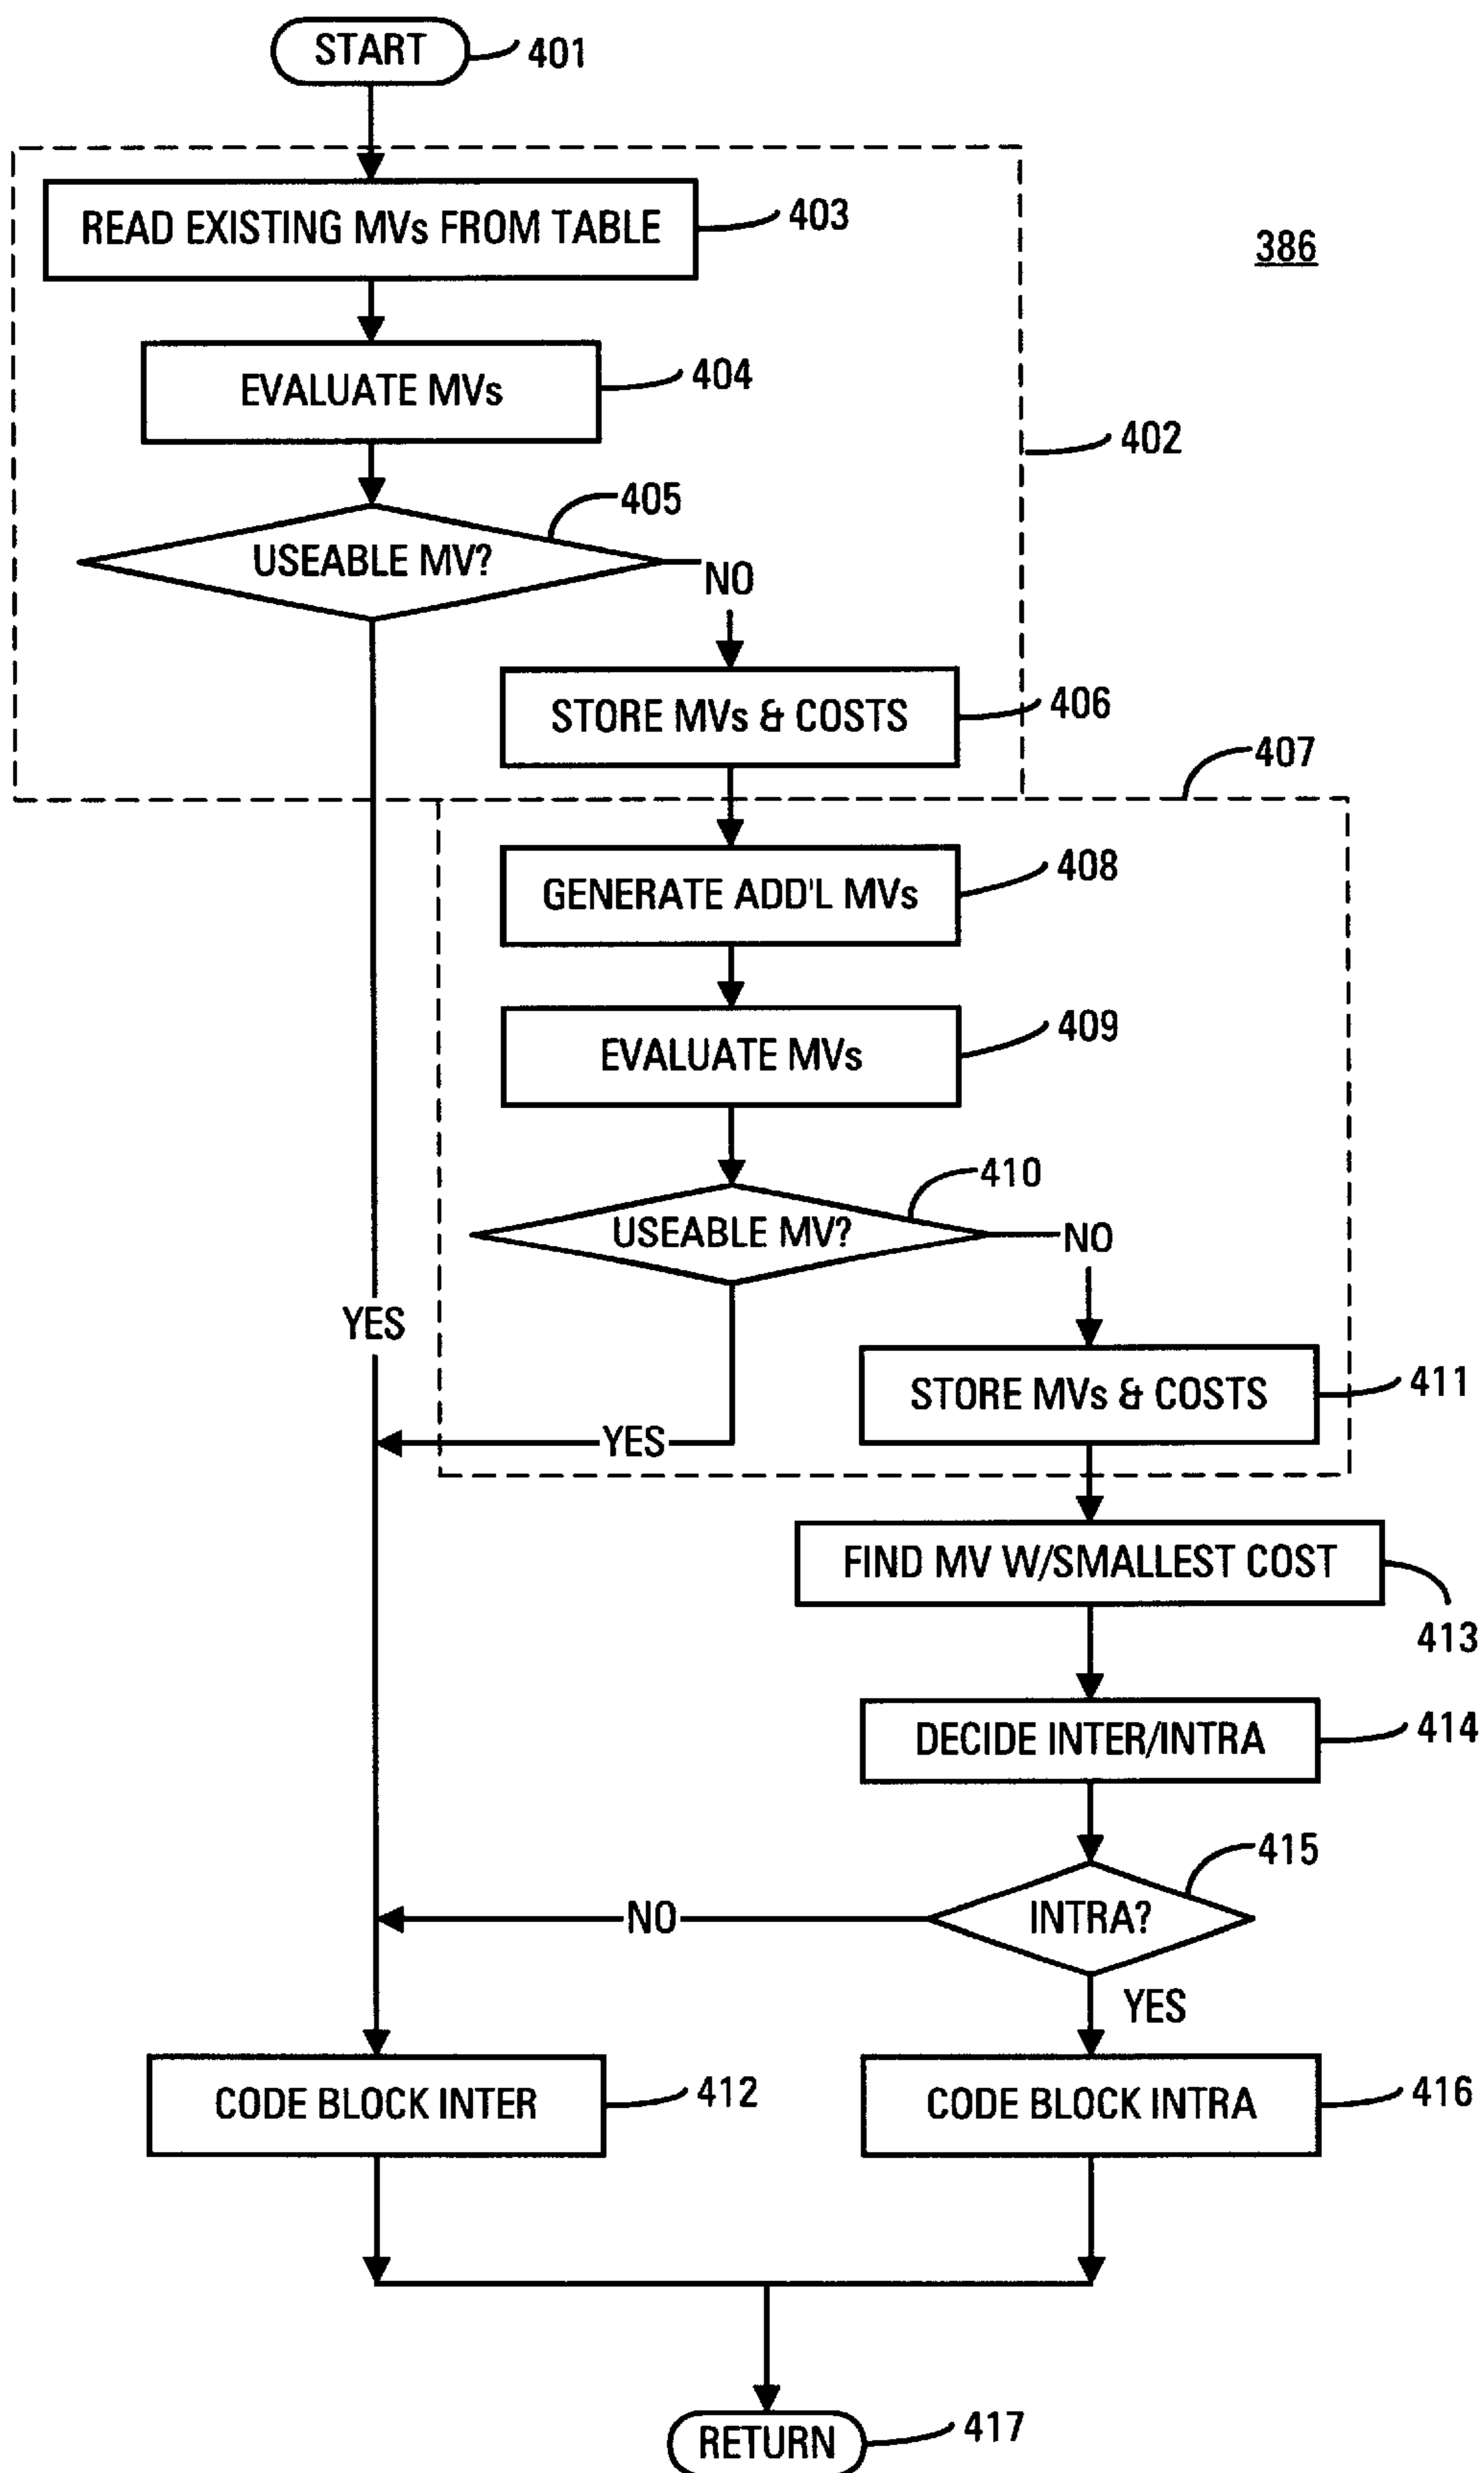 START
401
READ EXISTING MVs FROM TABLE
403
386
EVALUATE MVs
404
402
405
USEABLE MV?
NO
STORE MVs & COSTS
406
407
GENERATE ADD'L MVs
408
EVALUATE MVs
409
410
USEABLE MV?
NO
YES
STORE MVs & COSTS
411
YES
FIND MV W/SMALLEST COST
413
DECIDE INTER/INTRA
414
415
INTRA?
NO
YES
CODE BLOCK INTER
412
CODE BLOCK INTRA
416
RETURN
417